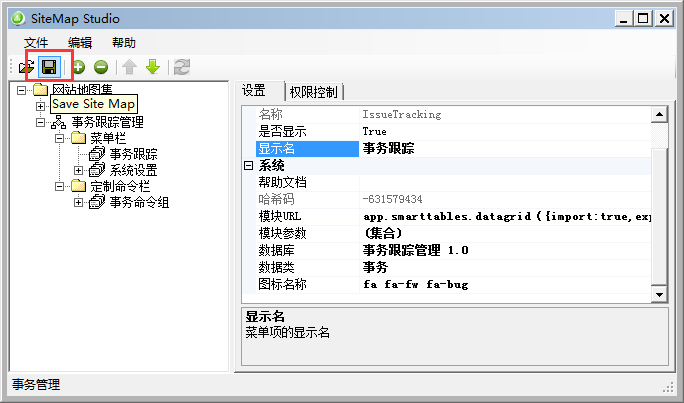 SiteMap Studio
文件 编辑 帮助
网站地图集
Save Site Map
事务跟踪管理
菜单栏
事务跟踪
系统设置
定制命令栏
事务命令组
设置 权限控制
名称 IssueTracking
是否显示 True
显示名 事务跟踪
系统
帮助文档
哈希码 -631579434
模块URL app.smarttables.datagrid({import:true,exp
模块参数 (集合)
数据库 事务跟踪管理 1.0
数据类 事务
图标名称 fa fa-fw fa-bug
显示名
菜单项的显示名
事务管理